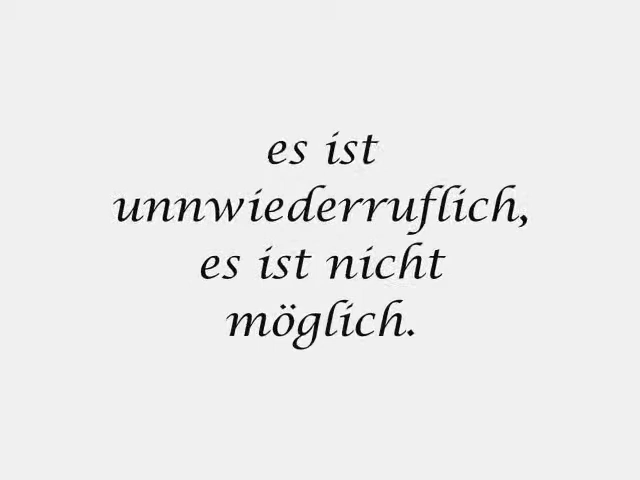 es ist
unnwiederruflich,
es ist nicht
möglich.